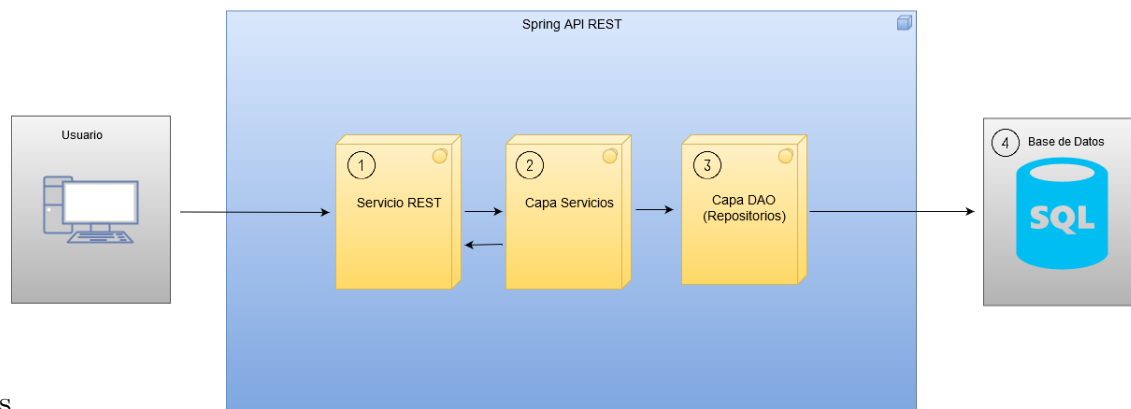 Spring API REST
Usuario
1
Servicio REST
2
Capa Servicios
3
Capa DAO
(Repositorios)
4
Base de Datos
SQL
s